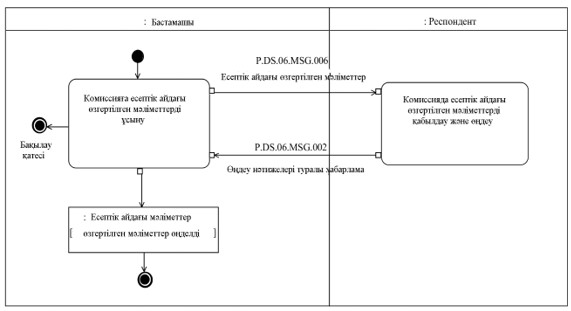 : Бастамашы
: Респондент
P.DS.06.MSG.006
Есептік айдағы өзгертілген мәліметтер
Комиссияға есептік айдағы
өзгертілген мәліметтерді
ұсыну
Комиссияда есептік айдағы
өзгертілген мәліметтерді
қабылдау және өңдеу
Бақылау
қатесі
P.DS.06.MSG.002
Өңдеу нәтижелері туралы хабарлама
: Есептік айдағы мәліметтер
[ өзгертілген мәліметтер өңделді ]